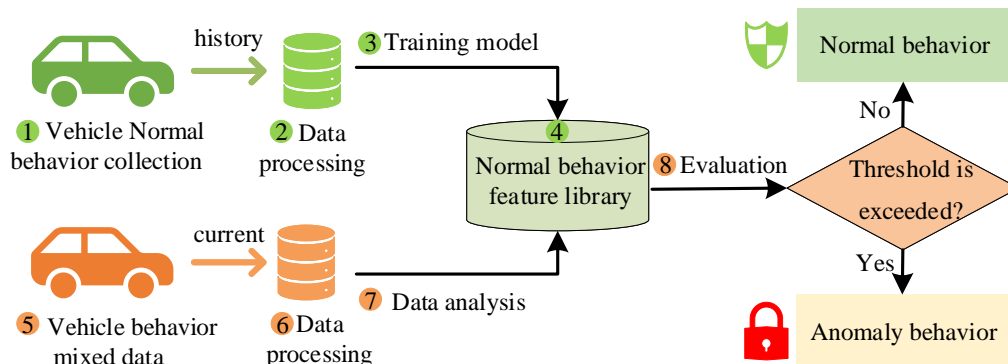 history
3 Training model
1 Vehicle Normal
behavior collection
2 Data
processing
4
Normal behavior
feature library
current
5 Vehicle behavior
mixed data
6 Data
processing
7 Data analysis
8 Evaluation
Threshold is
exceeded?
No
Normal behavior
Yes
Anomaly behavior